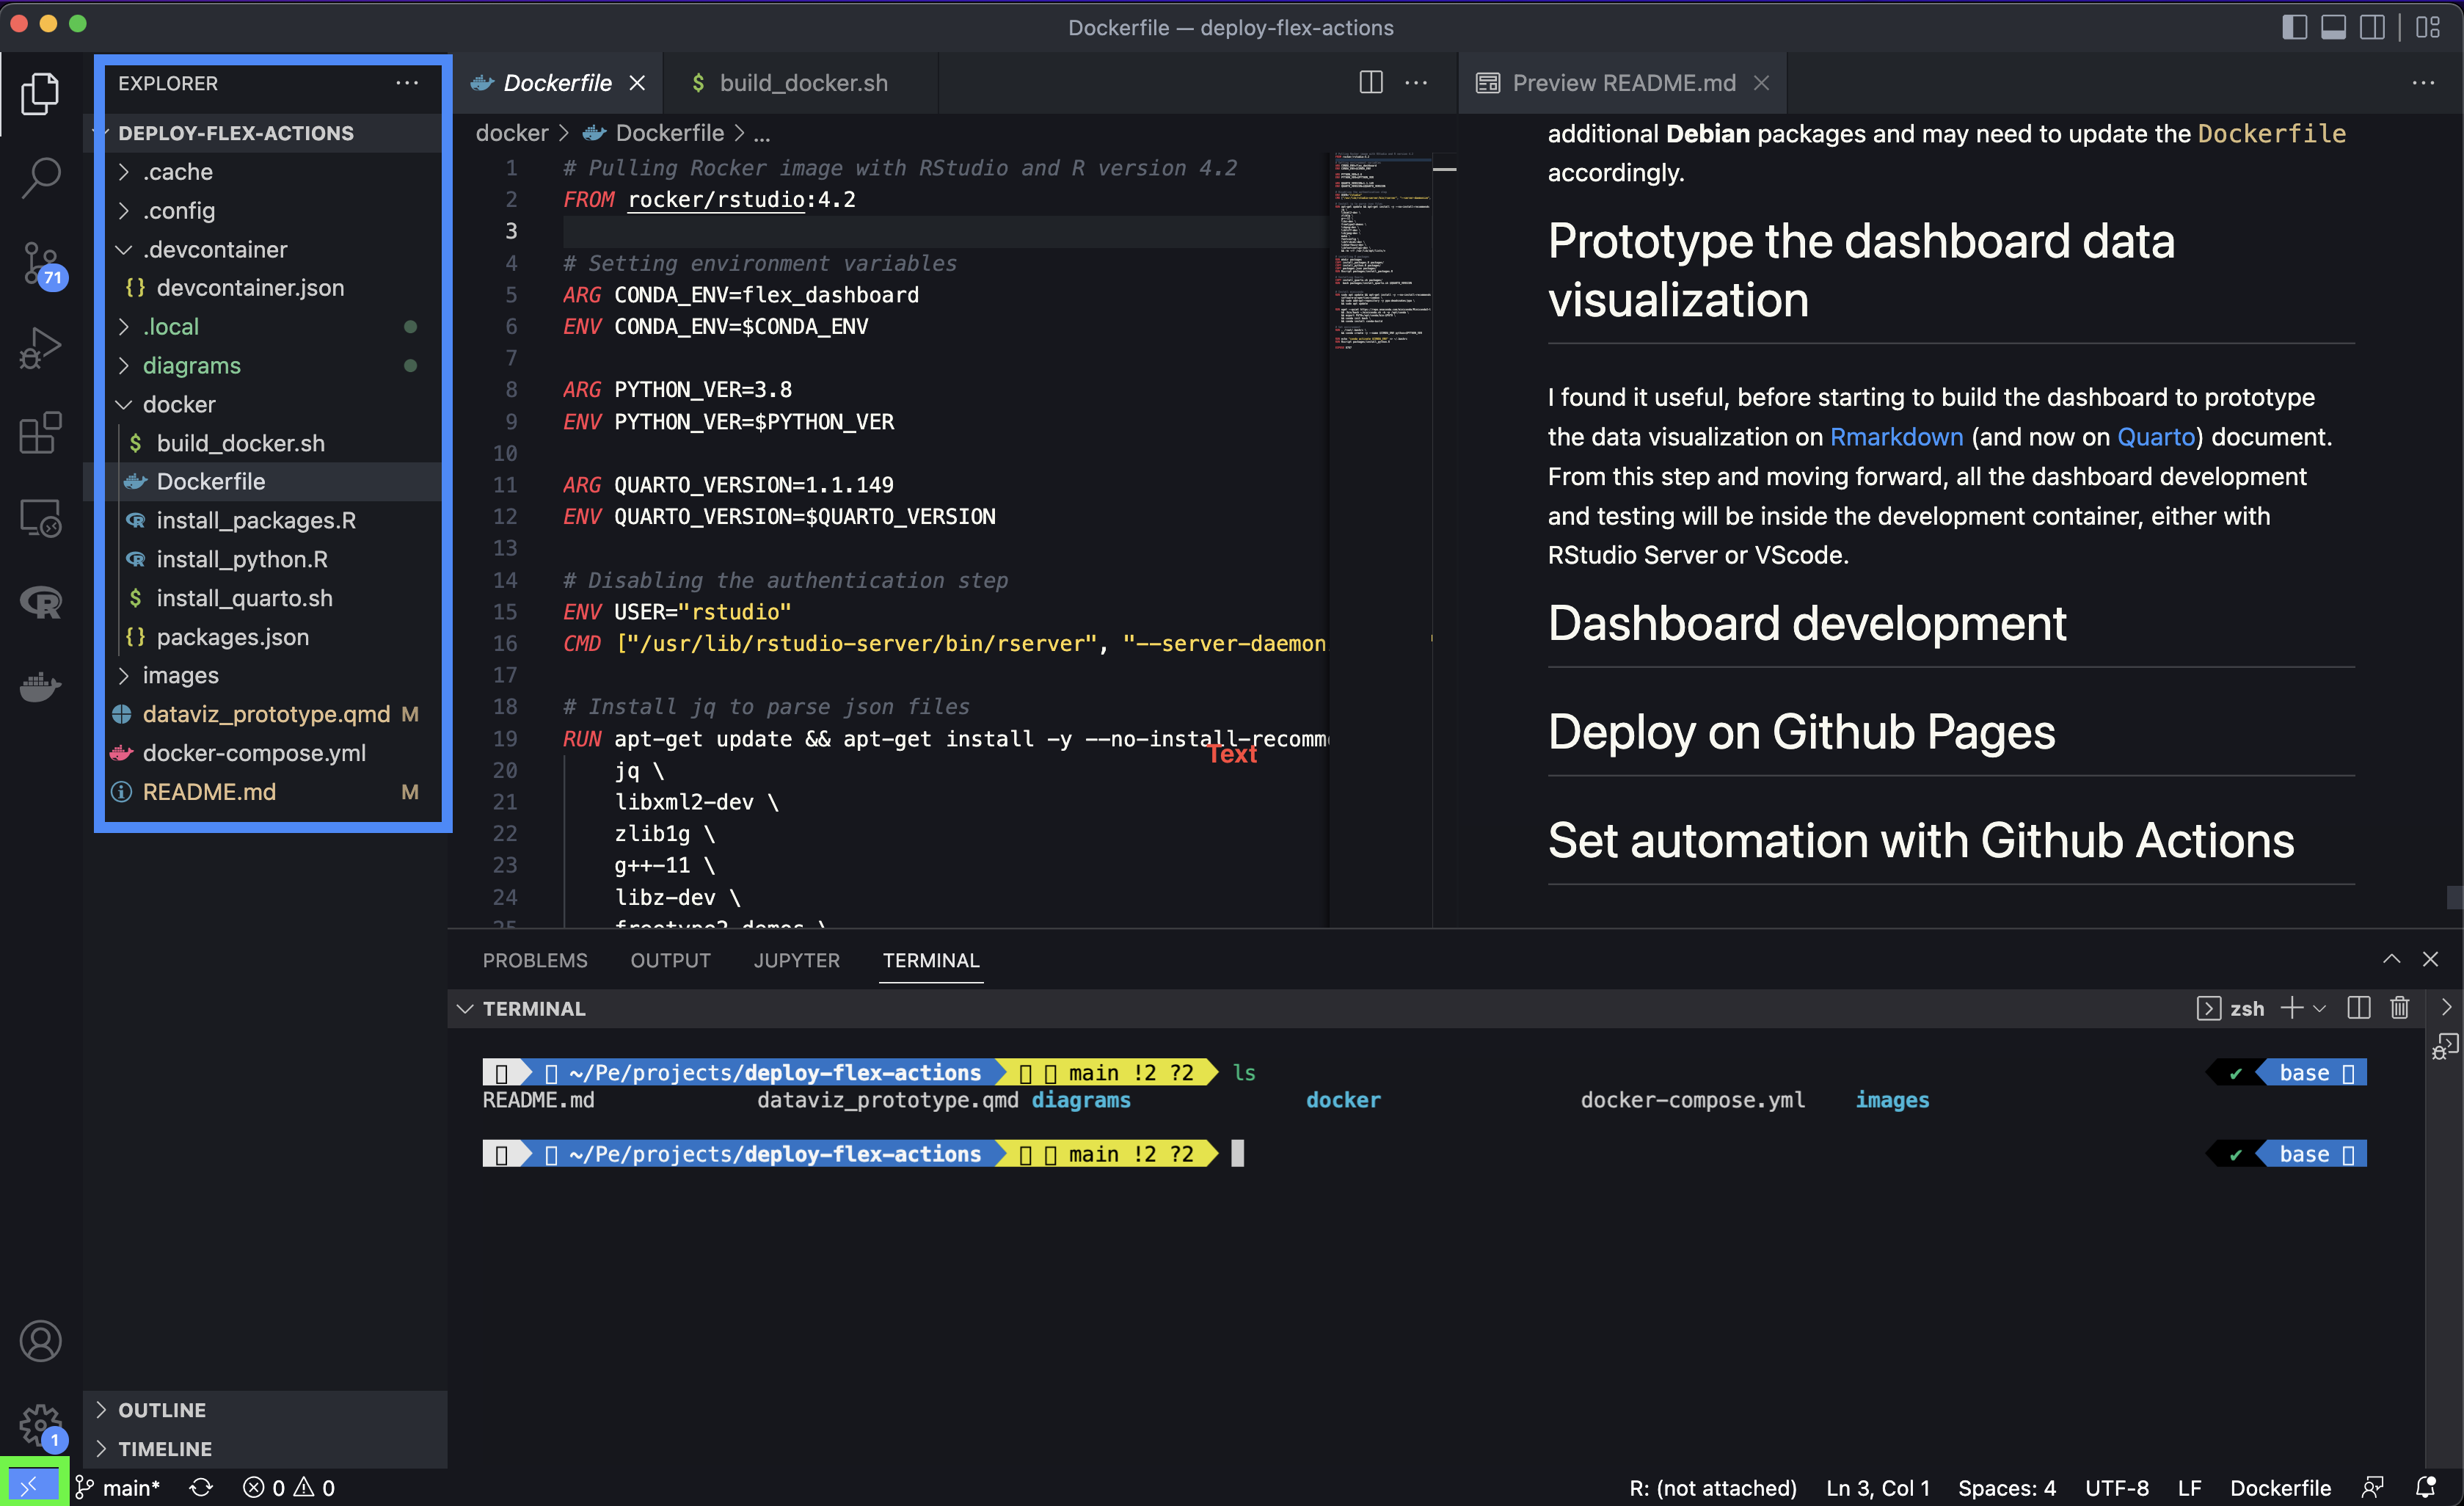 Dockerfile — deploy-flex-actions
EXPLORER
DEPLOY-FLEX-ACTIONS
.cache
.config
.devcontainer
{} devcontainer.json
.local
diagrams
docker
$ build_docker.sh
Dockerfile
install_packages.R
install_python.R
$ install_quarto.sh
{} packages.json
images
dataviz_prototype.qmd M
docker-compose.yml
README.md M
OUTLINE
TIMELINE
71
1
Dockerfile
$ build_docker.sh
docker > Dockerfile > ...
1 # Pulling Rocker image with RStudio and R version 4.2
2 FROM rocker/rstudio:4.2
3
4 # Setting environment variables
5 ARG CONDA_ENV=flex_dashboard
6 ENV CONDA_ENV=$CONDA_ENV
7
8 ARG PYTHON_VER=3.8
9 ENV PYTHON_VER=$PYTHON_VER
10
11 ARG QUARTO_VERSION=1.1.149
12 ENV QUARTO_VERSION=$QUARTO_VERSION
13
14 # Disabling the authentication step
15 ENV USER="rstudio"
16 CMD ["/usr/lib/rstudio-server/bin/rserver", "--server-daemon
17
18 # Install jq to parse json files
19 RUN apt-get update && apt-get install -y --no-install-recomm
Text
20 jq \
21 libxml2-dev \
22 zlib1g \
23 g++-11 \
24 libz-dev \
25 freetype2-demos \
Preview README.md
additional Debian packages and may need to update the Dockerfile
accordingly.
Prototype the dashboard data
visualization
I found it useful, before starting to build the dashboard to prototype
the data visualization on Rmarkdown (and now on Quarto) document.
From this step and moving forward, all the dashboard development
and testing will be inside the development container, either with
RStudio Server or VScode.
Dashboard development
Deploy on Github Pages
Set automation with Github Actions
PROBLEMS OUTPUT JUPYTER TERMINAL
TERMINAL
zsh
~/Pe/projects/deploy-flex-actions main !2 ?2 ls ✔ base
README.md dataviz_prototype.qmd diagrams docker docker-compose.yml images
~/Pe/projects/deploy-flex-actions main !2 ?2 ✔ base
main* 0 0 R: (not attached) Ln 3, Col 1 Spaces: 4 UTF-8 LF Dockerfile